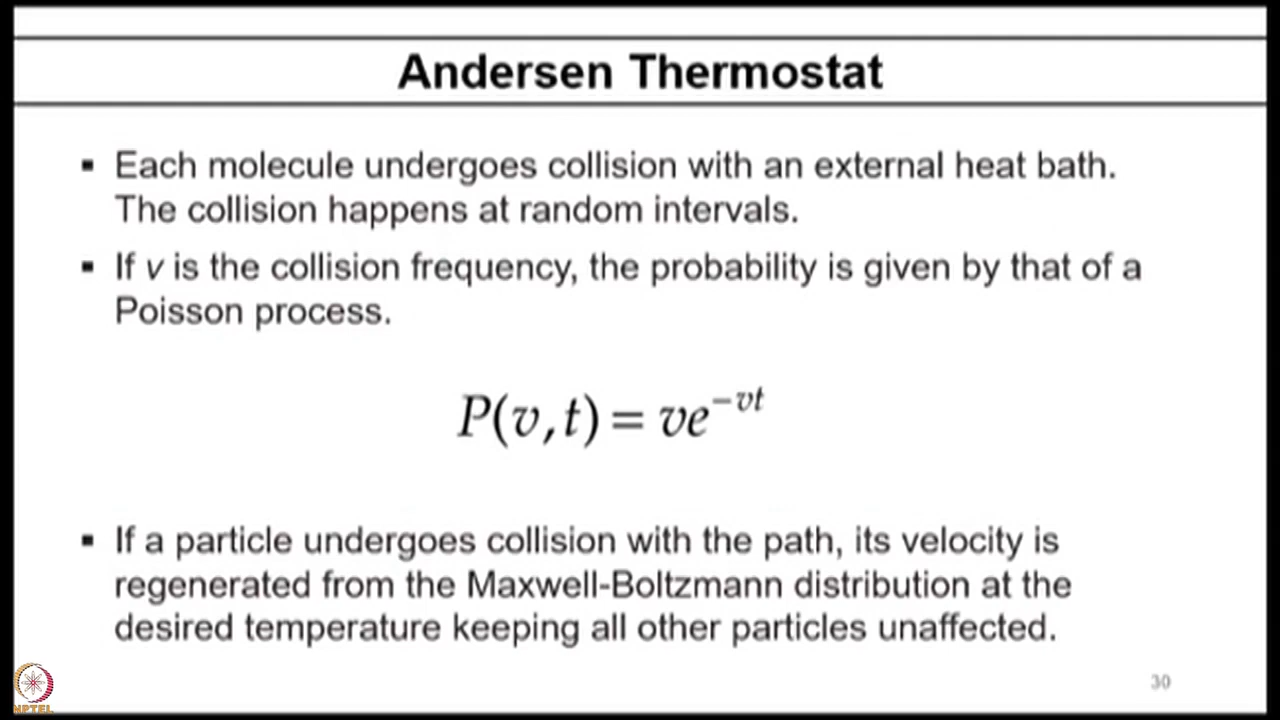 Andersen Thermostat
▪ Each molecule undergoes collision with an external heat bath.
The collision happens at random intervals.
▪ If v is the collision frequency, the probability is given by that of a
Poisson process.
P(v,t) = ve^{-vt}
▪ If a particle undergoes collision with the path, its velocity is
regenerated from the Maxwell-Boltzmann distribution at the
desired temperature keeping all other particles unaffected.
30
NPTEL